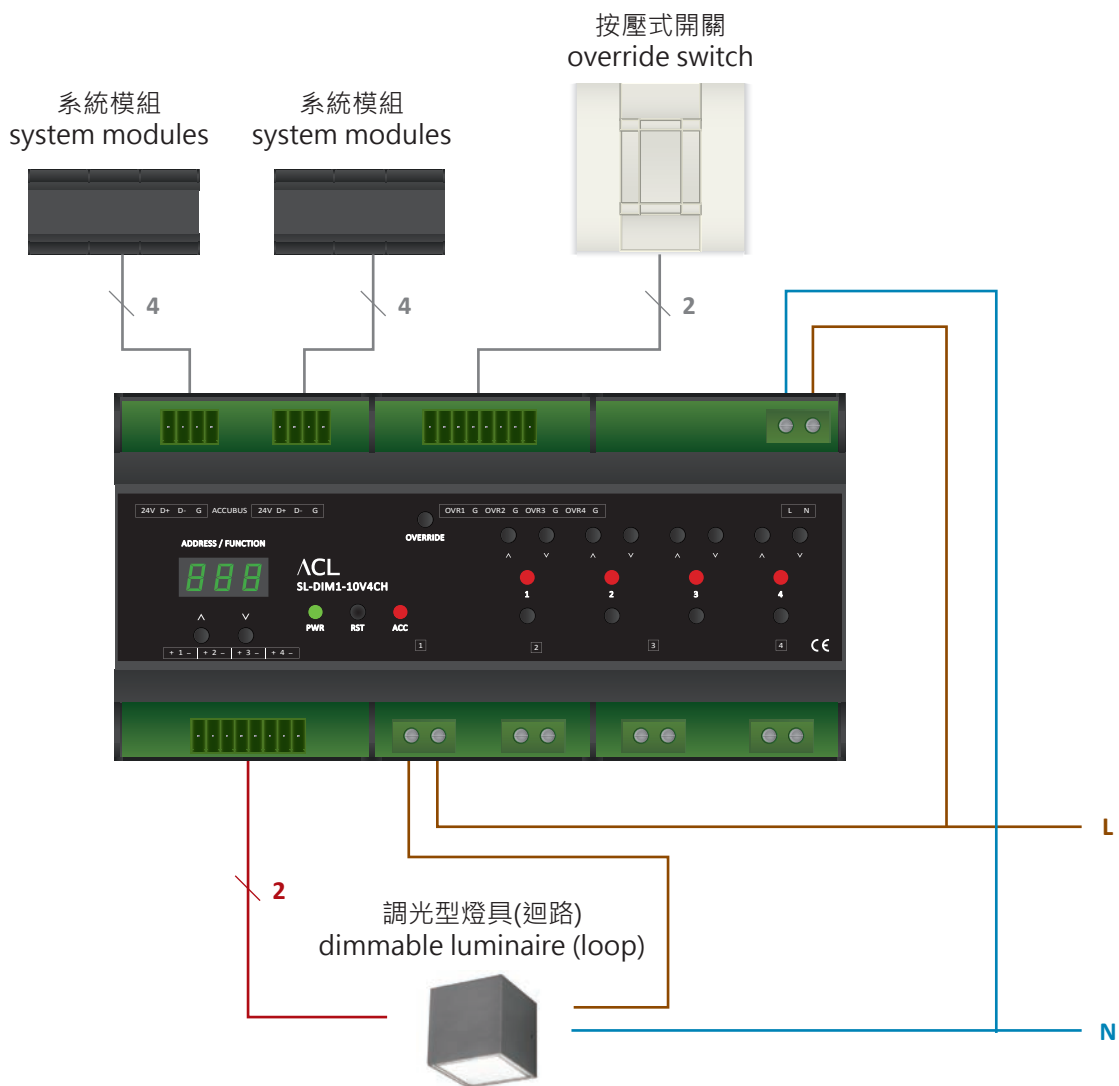 按壓式開關
override switch
系統模組
system modules
系統模組
system modules
4
4
2
24V D+ D- G ACCUBUS 24V D+ D- G
OVR1 G OVR2 G OVR3 G OVR4 G
L N
ADDRESS / FUNCTION
OVERRIDE
888
ACL
SL-DIM1-10V4CH
1
2
3
4
PWR
RST
ACC
1
2
3
4
CE
+ 1 – + 2 – + 3 – + 4 –
L
2
調光型燈具(迴路)
dimmable luminaire (loop)
N